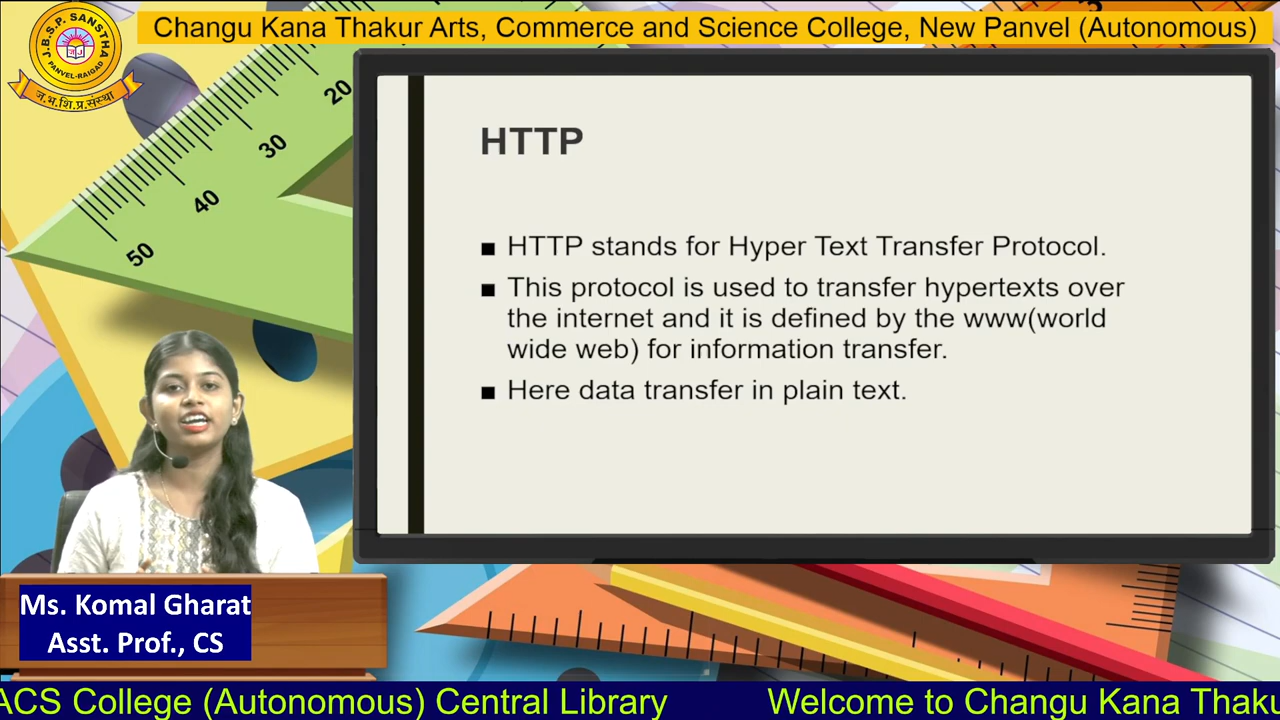 Changu Kana Thakur Arts, Commerce and Science College, New Panvel (Autonomous)
J.B.S.P. SANSTHA
PANVEL-RAIGAD
ज.भ.शि.प्र.संस्था
20
30
40
50
HTTP
■ HTTP stands for Hyper Text Transfer Protocol.
■ This protocol is used to transfer hypertexts over
the internet and it is defined by the www(world
wide web) for information transfer.
■ Here data transfer in plain text.
Ms. Komal Gharat
Asst. Prof., CS
ACS College (Autonomous) Central Library Welcome to Changu Kana Thaku